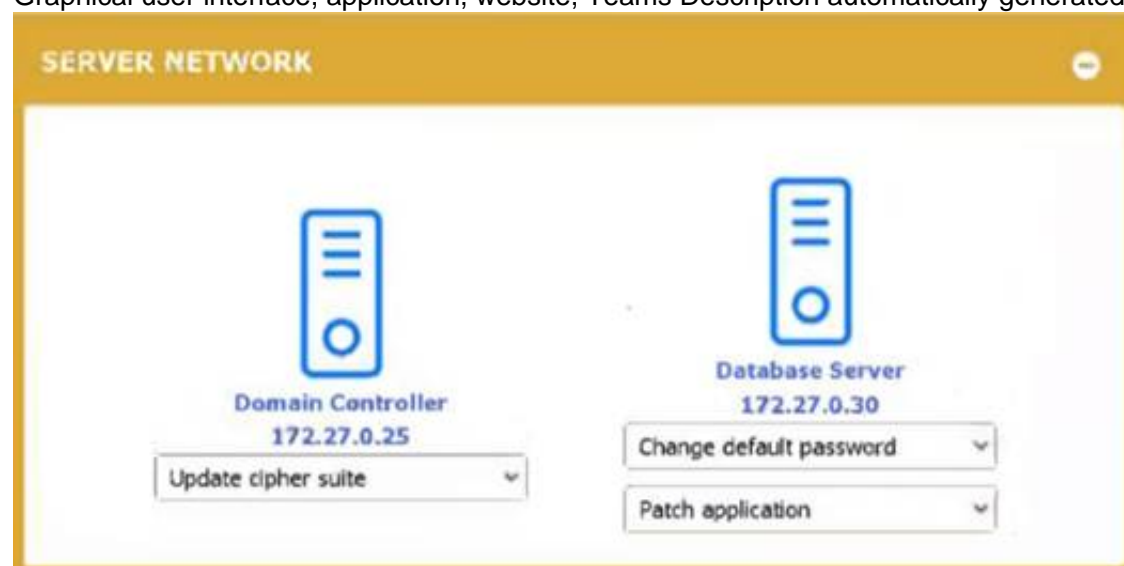 Graphical user interface, application, website, Teams Description automatically generated
SERVER NETWORK
Domain Controller
172.27.0.25
Update cipher suite
Database Server
172.27.0.30
Change default password
Patch application